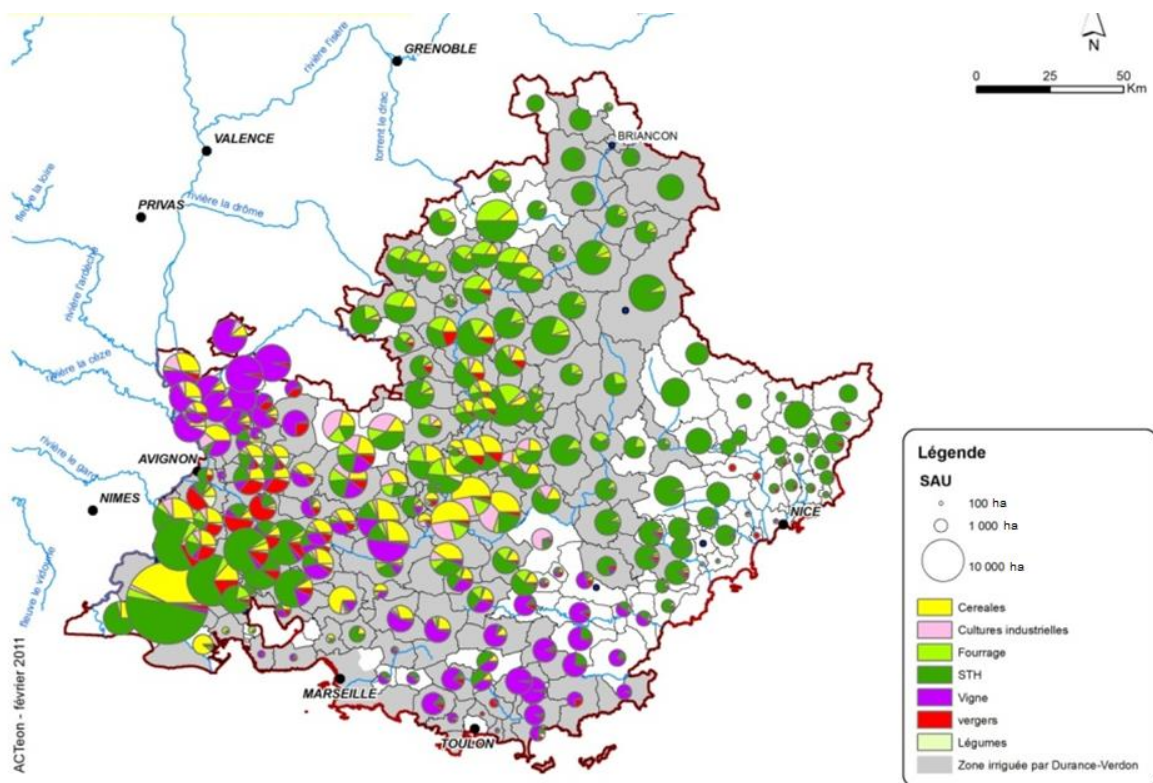 GRENOBLE
rivière l'isère
torrent le drac
N
0 25 50
Km
VALENCE
BRIANCON
fleuve la loire
PRIVAS
rivière la drôme
rivière l'ardèche
rivière la cèze
rivière le gard
AVIGNON
NIMES
NICE
fleuve le vidourle
MARSEILLE
TOULON
ACTeon - février 2011
Légende
SAU
100 ha
1 000 ha
10 000 ha
Cereales
Cultures industrielles
Fourrage
STH
Vigne
vergers
Légumes
Zone irriguée par Durance-Verdon